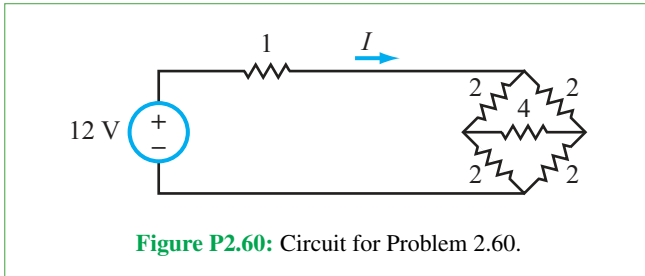 1 I
2 2
4
12 V + −
2 2
Figure P2.60: Circuit for Problem 2.60.